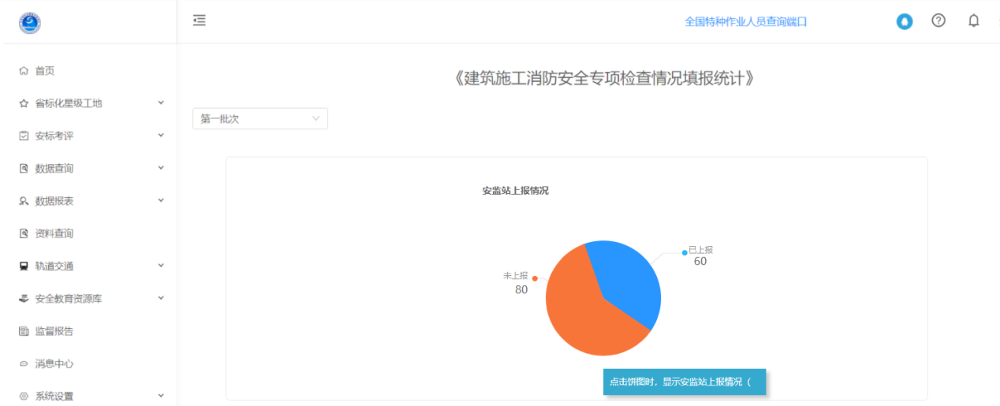 全国特种作业人员查询端口
首页
省标化星级工地
安标考评
数据查询
数据报表
资料查询
轨道交通
安全教育资源库
监督报告
消息中心
系统设置
《建筑施工消防安全专项检查情况填报统计》
第一批次
安监站上报情况
已上报
60
未上报
80
点击饼图时，显示安监站上报情况（